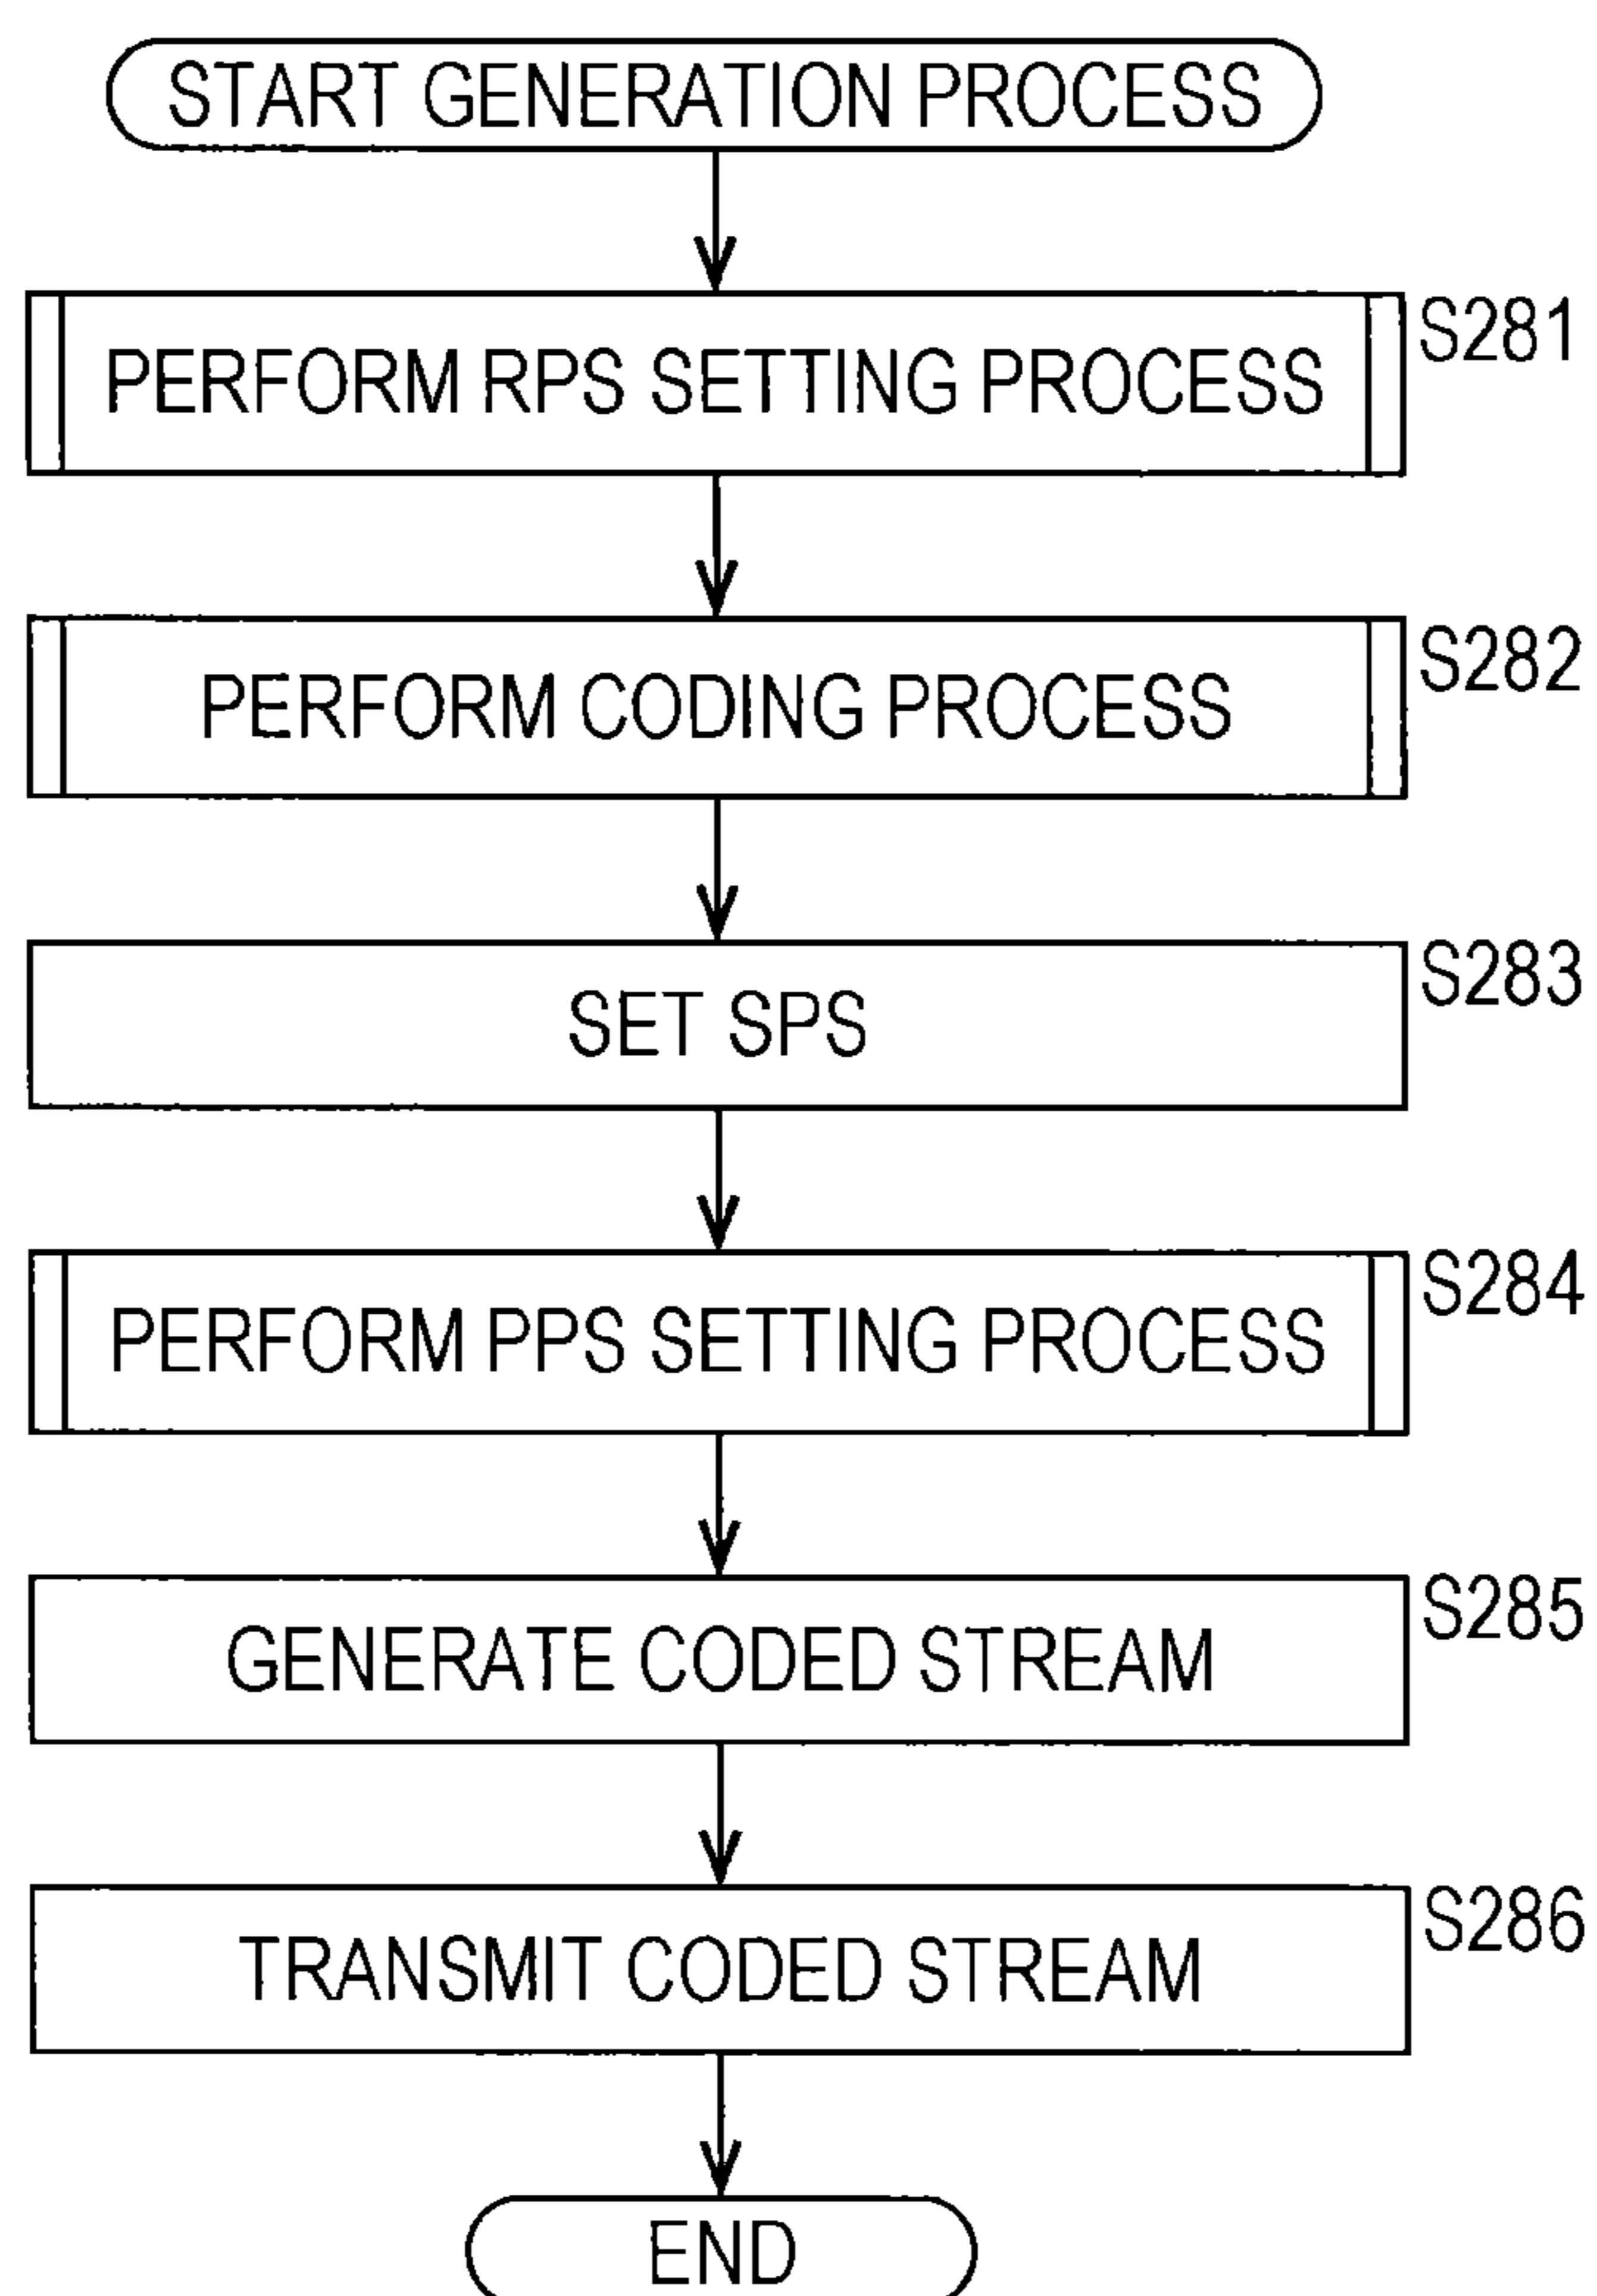 START GENERATION PROCESS
PERFORM RPS SETTING PROCESS
S281
PERFORM CODING PROCESS
S282
SET SPS
S283
PERFORM PPS SETTING PROCESS
S284
GENERATE CODED STREAM
S285
TRANSMIT CODED STREAM
S286
END